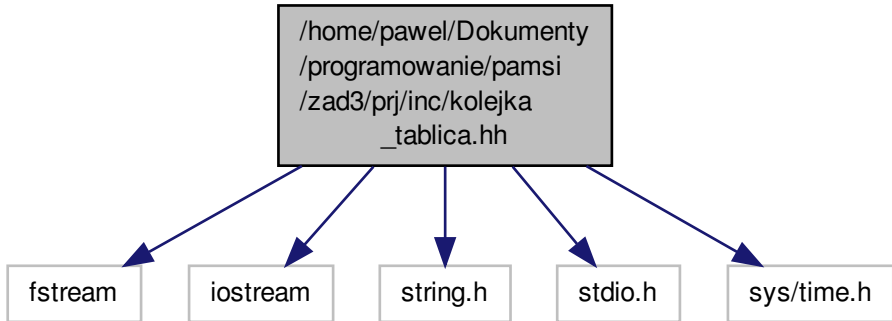 /home/pawel/Dokumenty
/programowanie/pamsi
/zad3/prj/inc/kolejka
_tablica.hh
fstream
iostream
string.h
stdio.h
sys/time.h